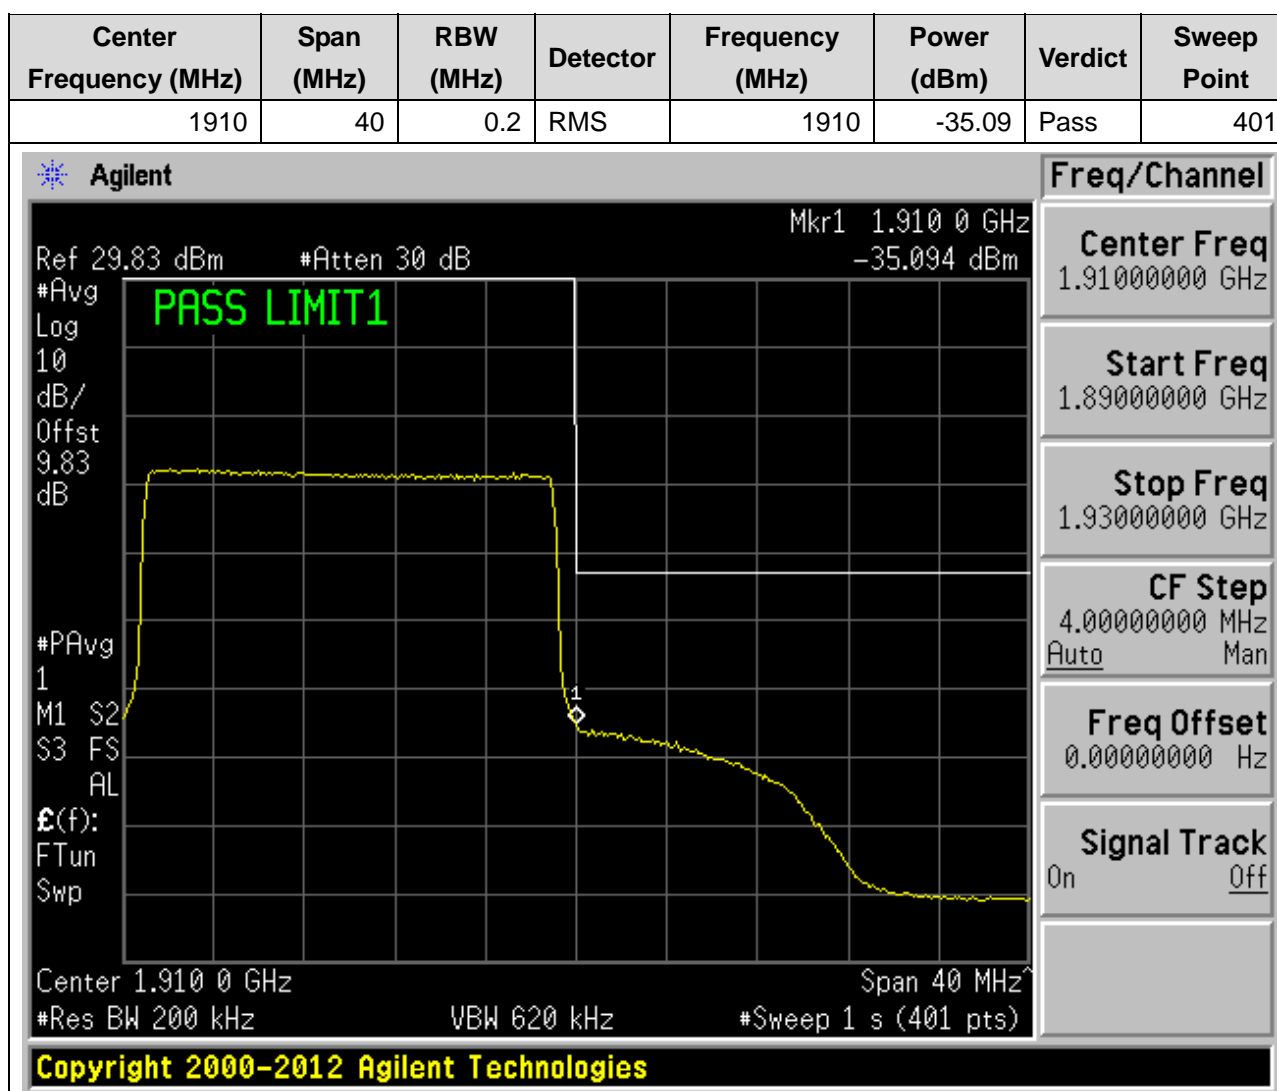 Center Frequency (MHz) Span (MHz) RBW (MHz) Detector Frequency (MHz) Power (dBm) Verdict Sweep Point
1910 40 0.2 RMS 1910 -35.09 Pass 401
Agilent
Freq/Channel
Mkr1 1.910 0 GHz
Ref 29.83 dBm #Atten 30 dB -35.094 dBm
#Avg
Log
10
dB/
Offst
9.83
dB
PASS LIMIT1
1
#PAvg
1
M1 S2
S3 FS
AL
£(f):
FTun
Swp
Center 1.910 0 GHz Span 40 MHz^
#Res BW 200 kHz VBW 620 kHz #Sweep 1 s (401 pts)
Center Freq
1.91000000 GHz
Start Freq
1.89000000 GHz
Stop Freq
1.93000000 GHz
CF Step
4.00000000 MHz
Auto Man
Freq Offset
0.00000000 Hz
Signal Track
On Off
Copyright 2000-2012 Agilent Technologies